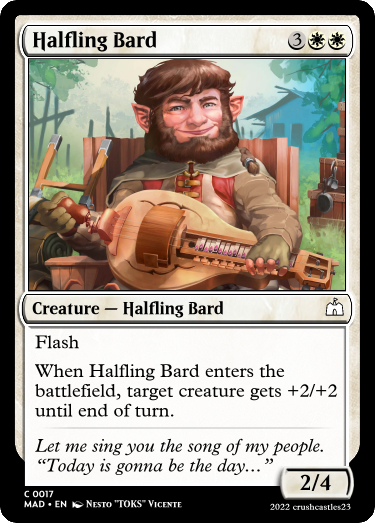 Halfling Bard 3
Creature — Halfling Bard
Flash
When Halfling Bard enters the
battlefield, target creature gets +2/+2
until end of turn.
Let me sing you the song of my people.
“Today is gonna be the day…”
2/4
C 0017
MAD • EN Nesto "TOKS" Vicente
2022 crushcastles23